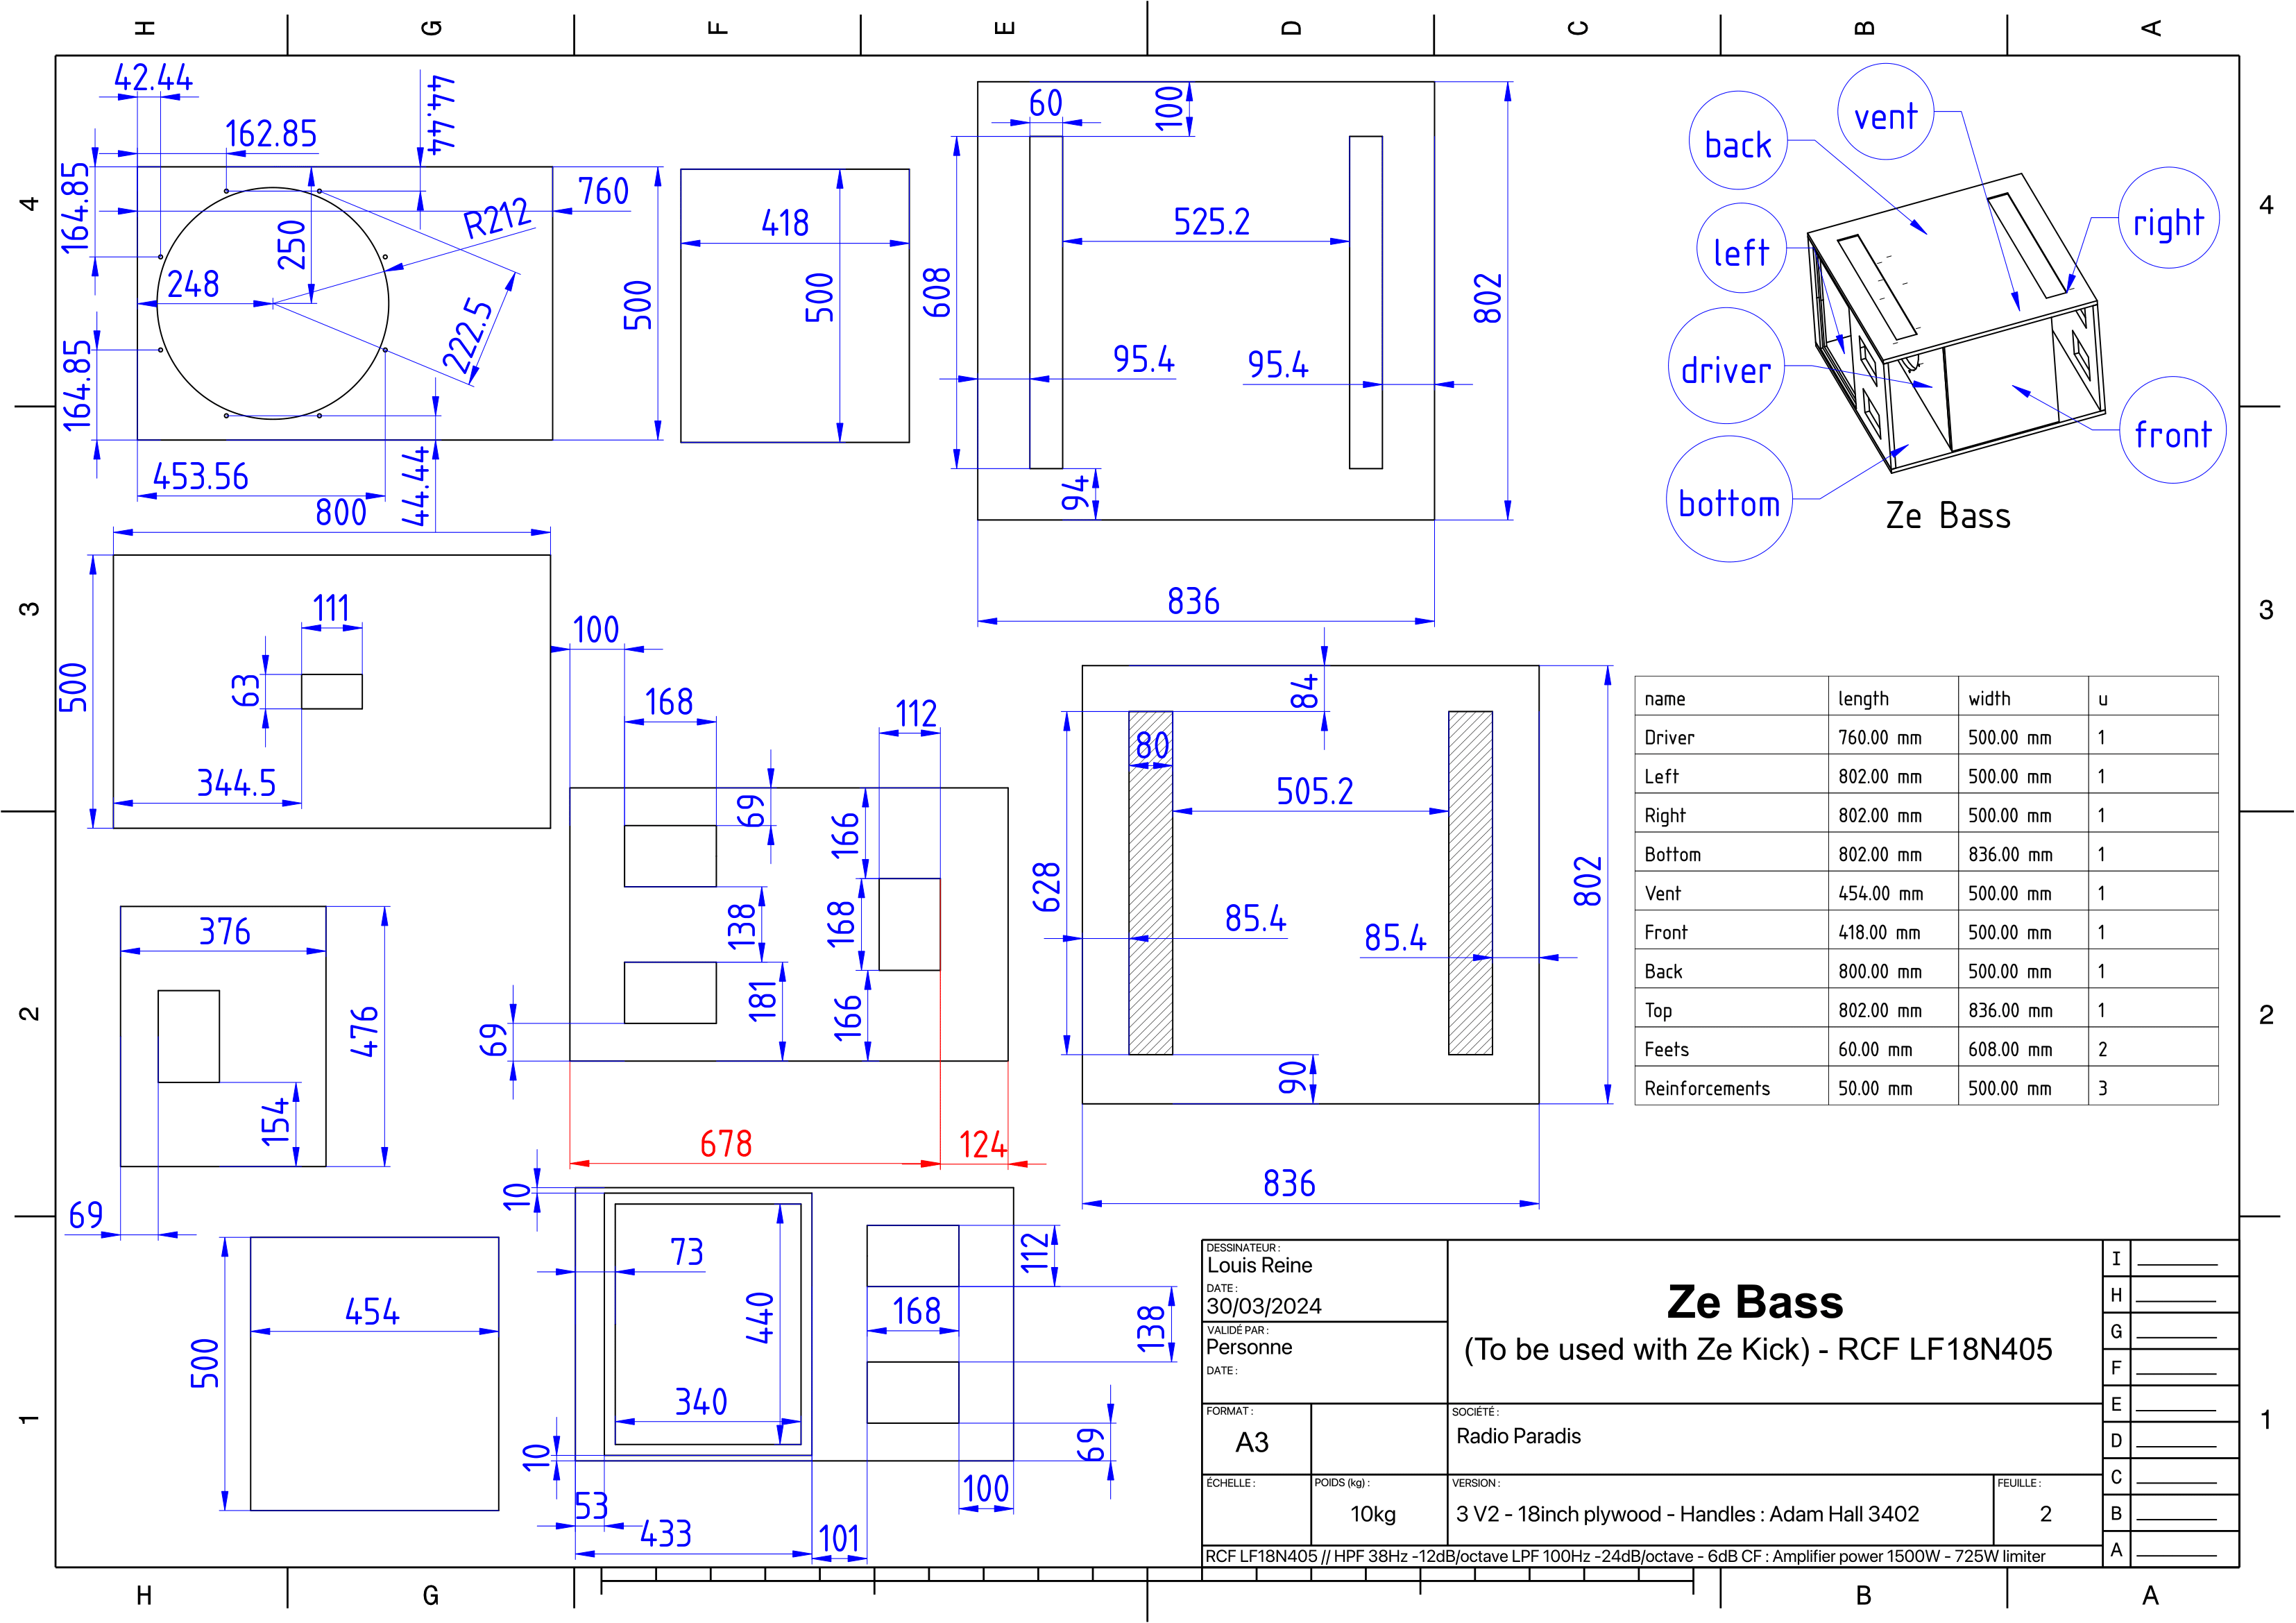 H G F E D C B A
4
3
2
1
4
3
2
1
H G B A
42.44
162.85
44.44
164.85
760
R212
250
248
222.5
500
164.85
453.56
44.44
418
500
60
100
525.2
608
802
95.4
95.4
94
836
back
vent
left
right
driver
front
bottom
Ze Bass
800
111
63
500
344.5
100
168
112
69
166
138
168
181
166
69
678
124
84
80
505.2
628
802
85.4
85.4
90
836
376
476
154
69
454
500
10
73
112
440
168
138
340
69
10
53
433
101
100
name length width u
Driver 760.00 mm 500.00 mm 1
Left 802.00 mm 500.00 mm 1
Right 802.00 mm 500.00 mm 1
Bottom 802.00 mm 836.00 mm 1
Vent 454.00 mm 500.00 mm 1
Front 418.00 mm 500.00 mm 1
Back 800.00 mm 500.00 mm 1
Top 802.00 mm 836.00 mm 1
Feets 60.00 mm 608.00 mm 2
Reinforcements 50.00 mm 500.00 mm 3
DESSINATEUR :
Louis Reine
DATE :
30/03/2024
VALIDÉ PAR :
Personne
DATE :
Ze Bass
(To be used with Ze Kick) - RCF LF18N405
FORMAT :
A3
SOCIÉTÉ :
Radio Paradis
ÉCHELLE :
POIDS (kg) :
10kg
VERSION :
3 V2 - 18inch plywood - Handles : Adam Hall 3402
FEUILLE :
2
RCF LF18N405 // HPF 38Hz -12dB/octave LPF 100Hz -24dB/octave - 6dB CF : Amplifier power 1500W - 725W limiter
I
H
G
F
E
D
C
B
A